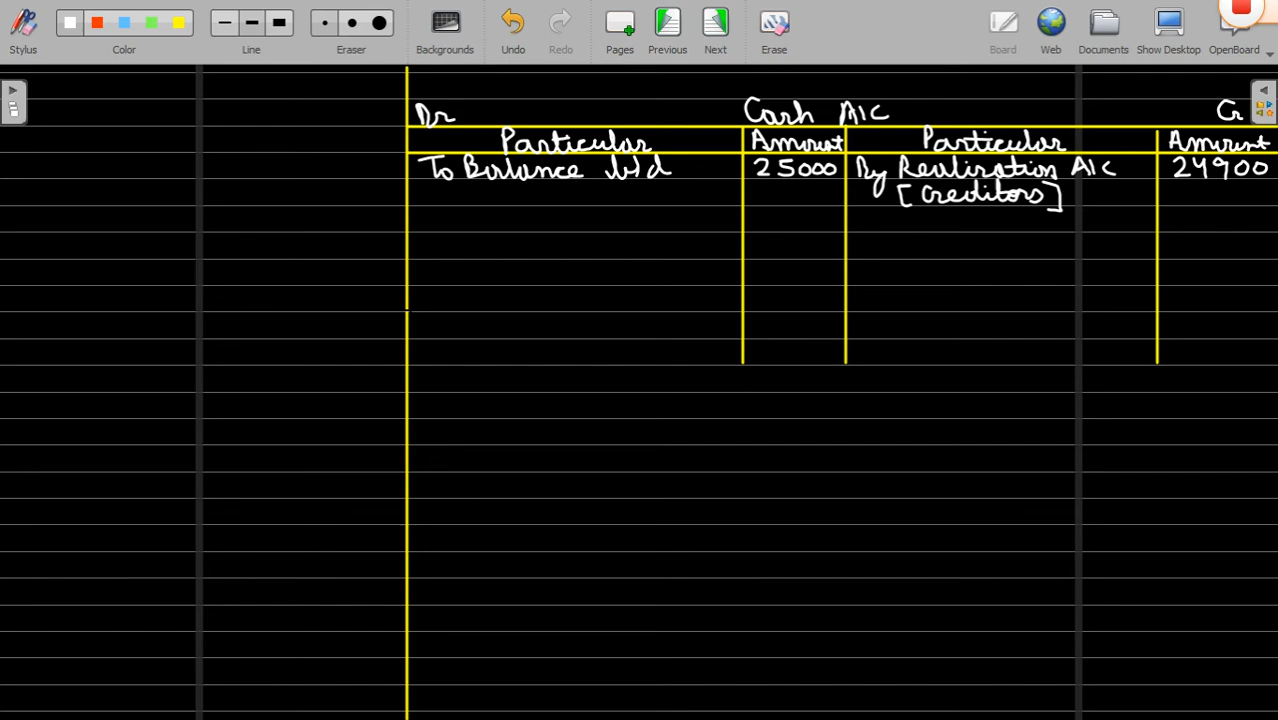 Stylus Color Line Eraser Backgrounds Undo Redo Pages Previous Next Erase Board Web Documents Show Desktop OpenBoard
Dr Cash A/C Cr
Particular Amount Particular Amount
To Balance b/d 25000 By Realisation A/C 24900
[Creditors]